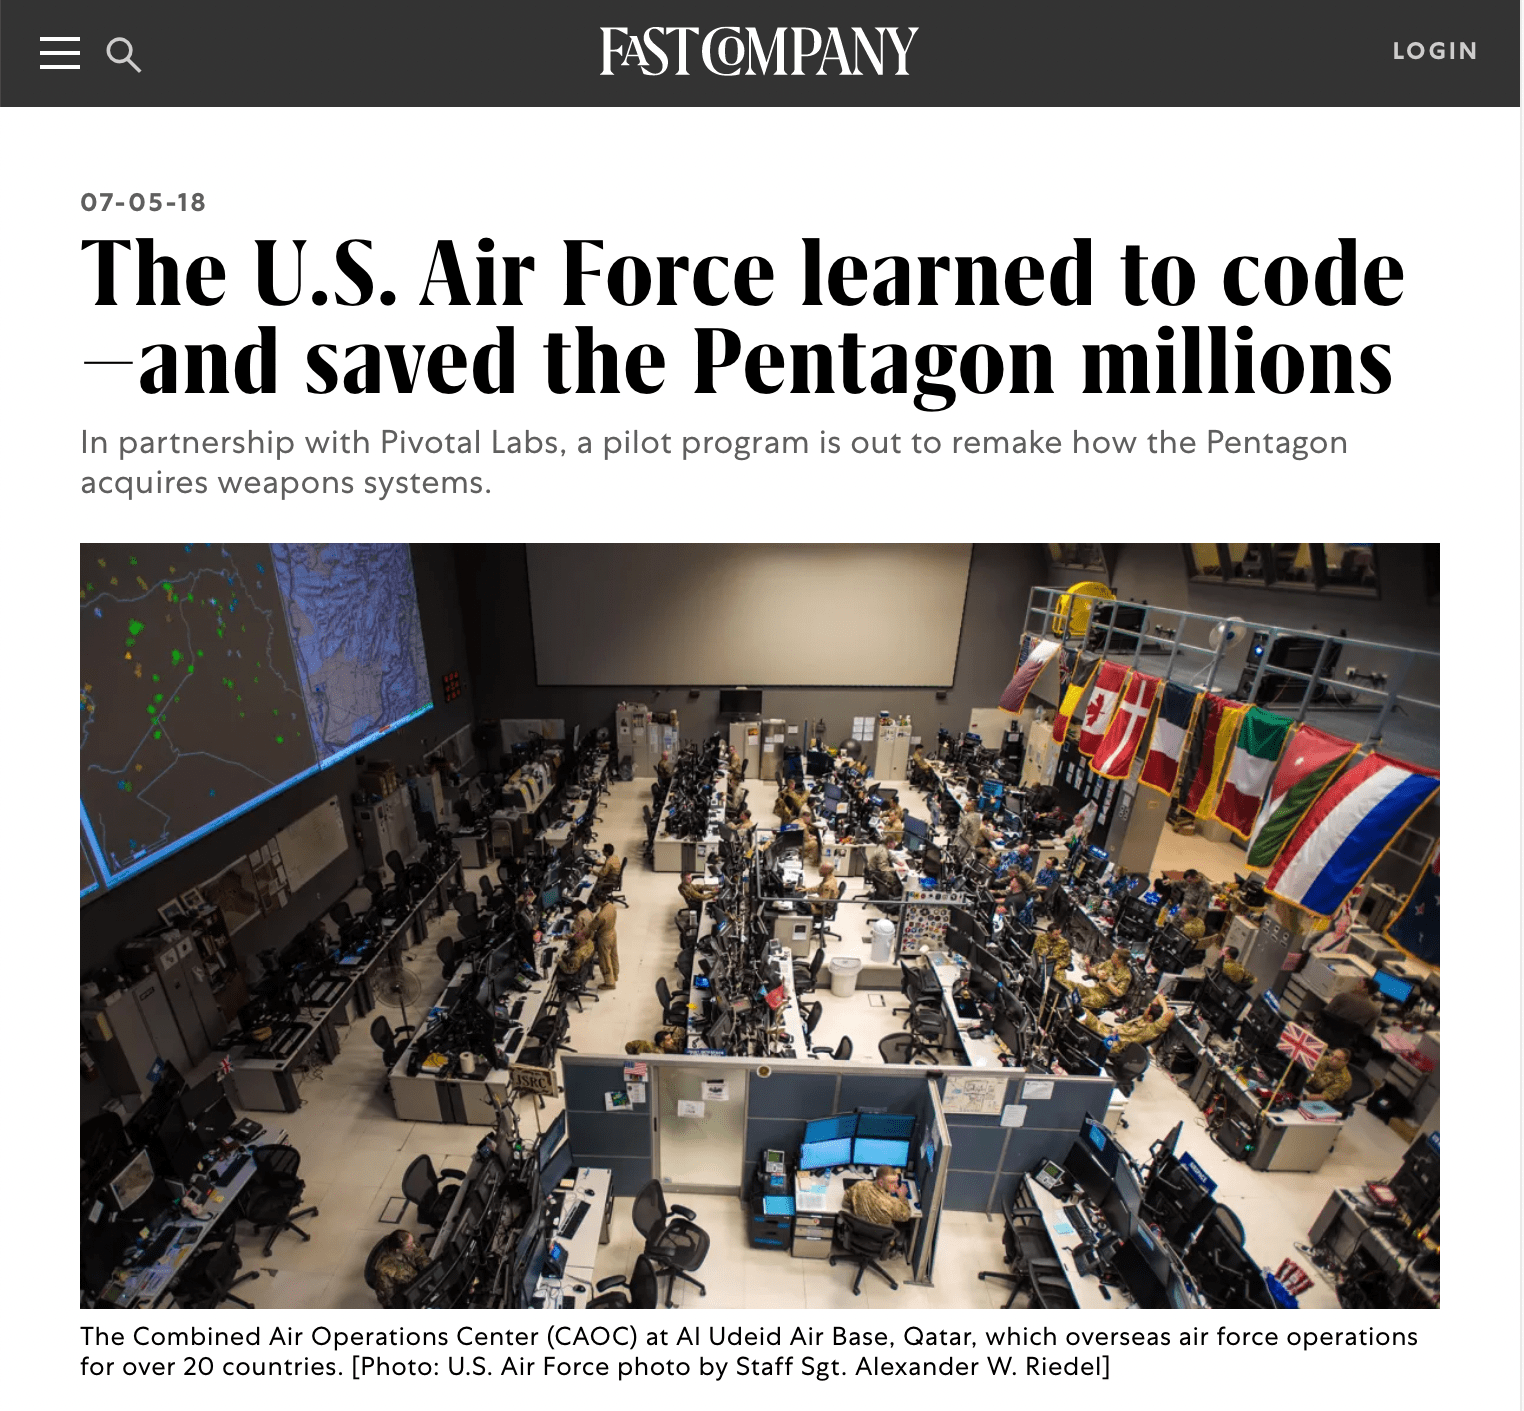 FAST COMPANY
LOGIN
07-05-18
The U.S. Air Force learned to code
—and saved the Pentagon millions
In partnership with Pivotal Labs, a pilot program is out to remake how the Pentagon
acquires weapons systems.
JSRC
The Combined Air Operations Center (CAOC) at Al Udeid Air Base, Qatar, which overseas air force operations
for over 20 countries. [Photo: U.S. Air Force photo by Staff Sgt. Alexander W. Riedel]